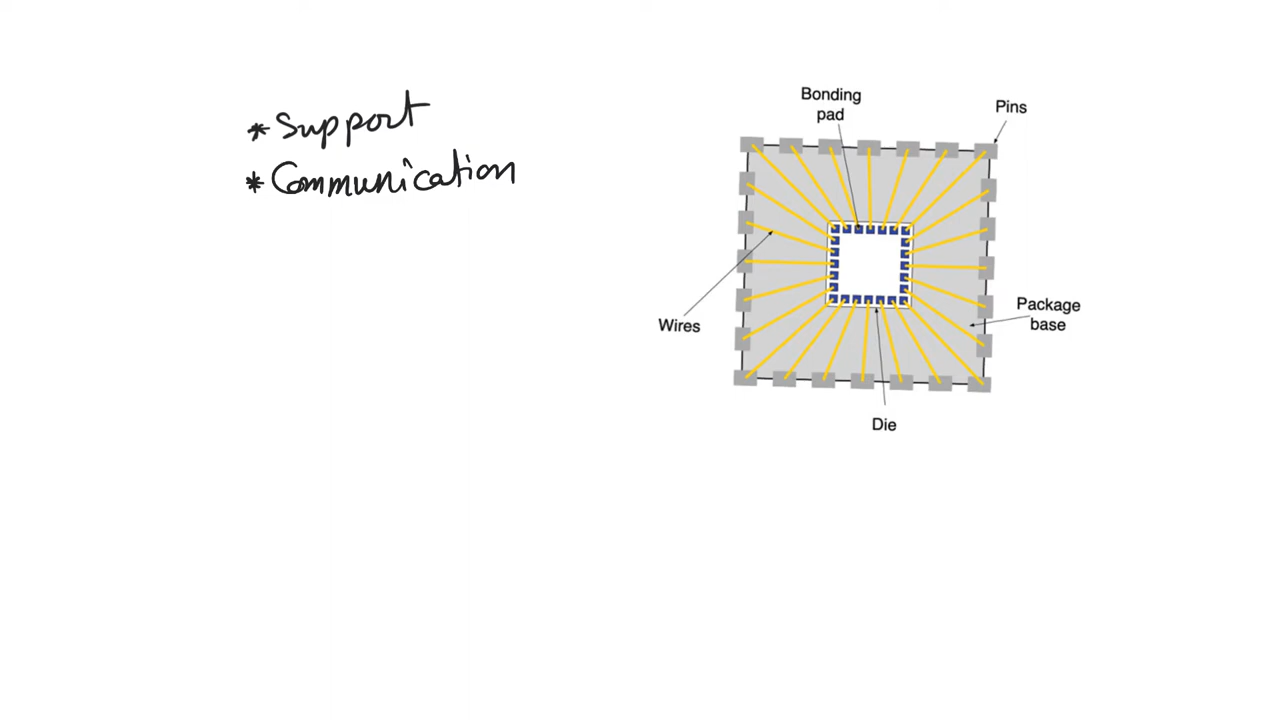 * Support
* Communication
Bonding
pad
Pins
Wires
Package
base
Die